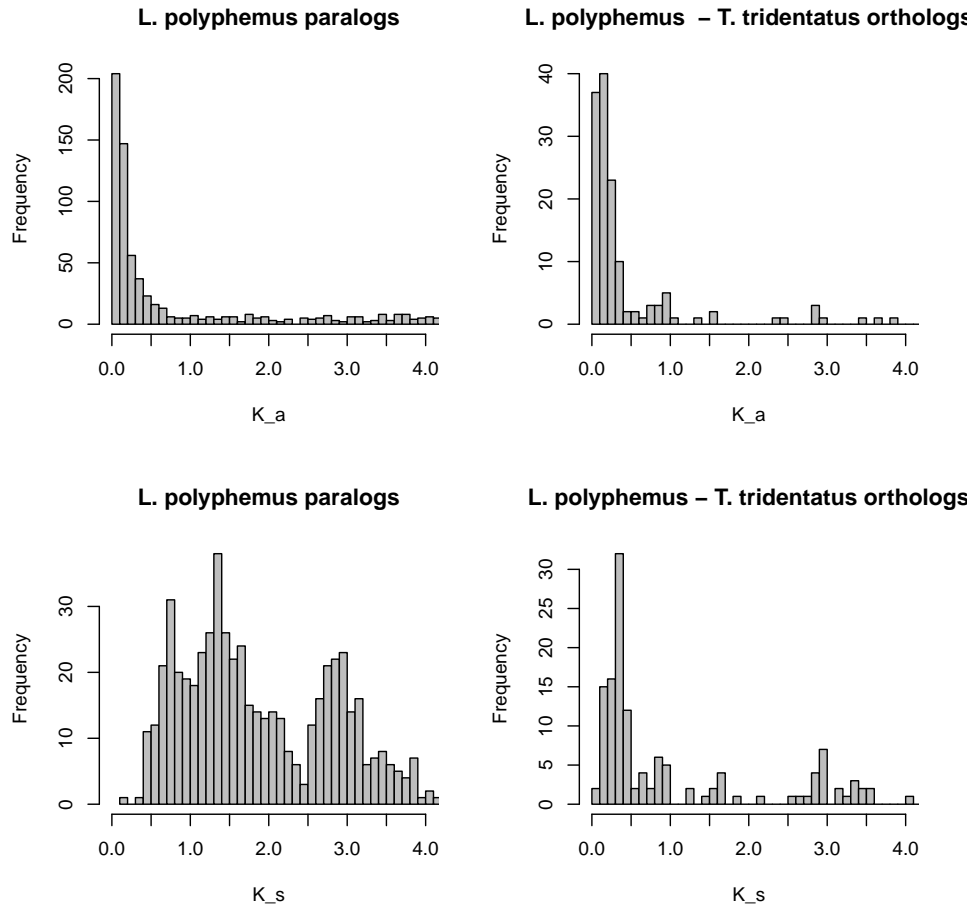 L. polyphemus paralogs
Frequency
0 50 100 150 200
0.0 1.0 2.0 3.0 4.0
K_a
L. polyphemus – T. tridentatus orthologs
Frequency
0 10 20 30 40
0.0 1.0 2.0 3.0 4.0
K_a
L. polyphemus paralogs
Frequency
0 10 20 30
0.0 1.0 2.0 3.0 4.0
K_s
L. polyphemus – T. tridentatus orthologs
Frequency
0 5 10 15 20 25 30
0.0 1.0 2.0 3.0 4.0
K_s